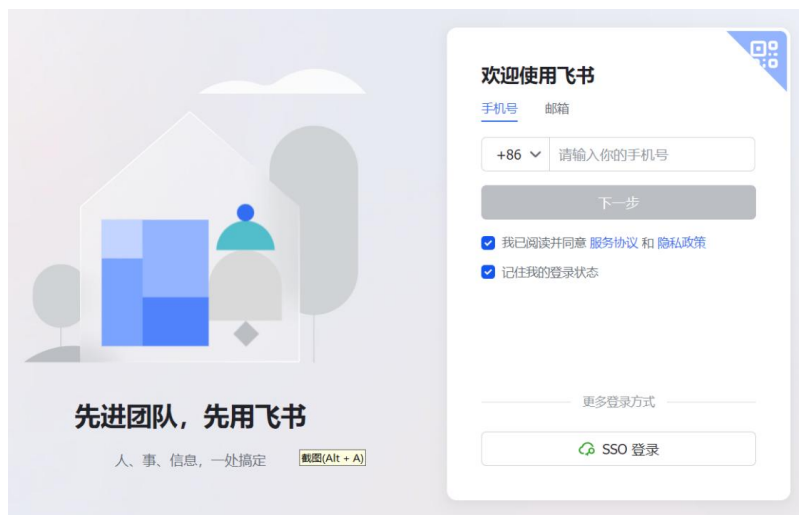 先进团队，先用飞书
人、事、信息，一处搞定
截图(Alt + A)
欢迎使用飞书
手机号 邮箱
+86 请输入你的手机号
下一步
我已阅读并同意 服务协议 和 隐私政策
记住我的登录状态
更多登录方式
SSO 登录